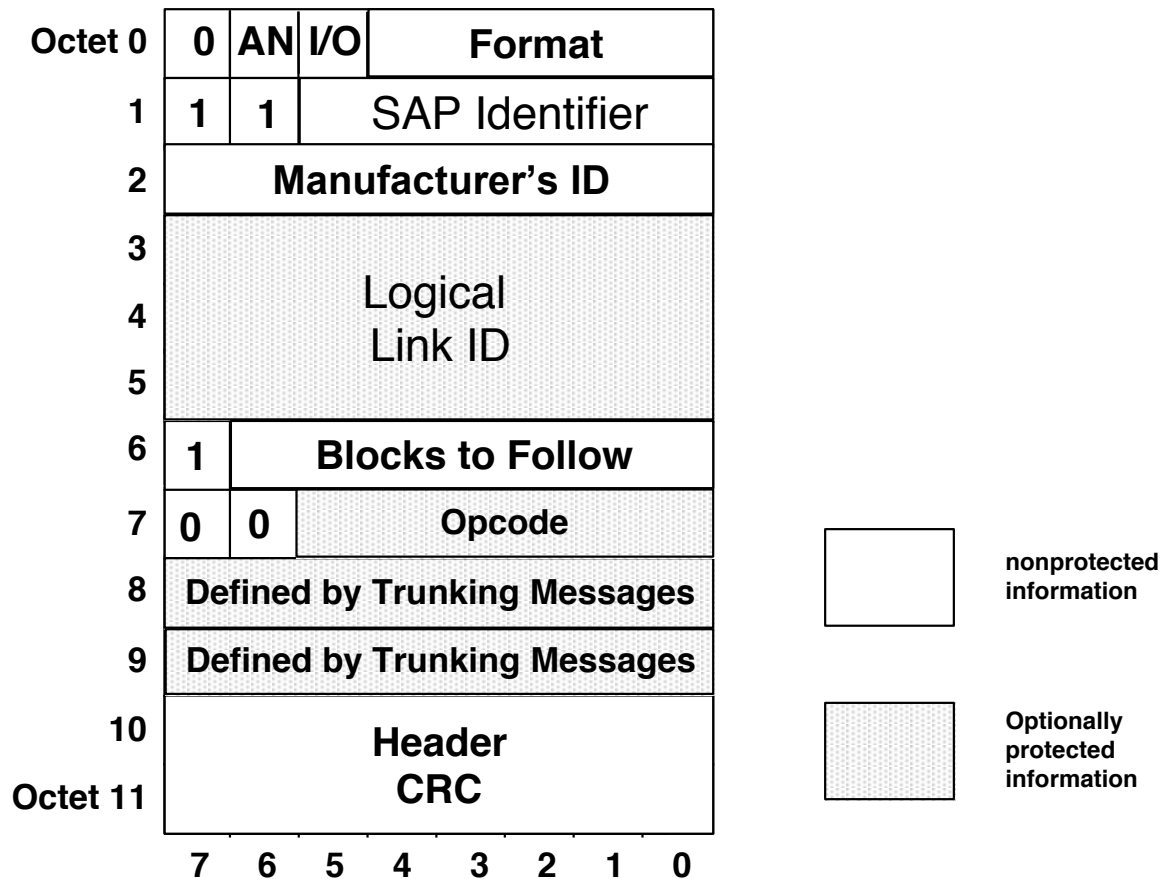 Octet 0 0 AN I/O Format
1 1 1 SAP Identifier
2 Manufacturer's ID
3
4 Logical
Link ID
5
6 1 Blocks to Follow
7 0 0 Opcode
8 Defined by Trunking Messages
9 Defined by Trunking Messages
10 Header
CRC
Octet 11
7 6 5 4 3 2 1 0
nonprotected
information
Optionally
protected
information